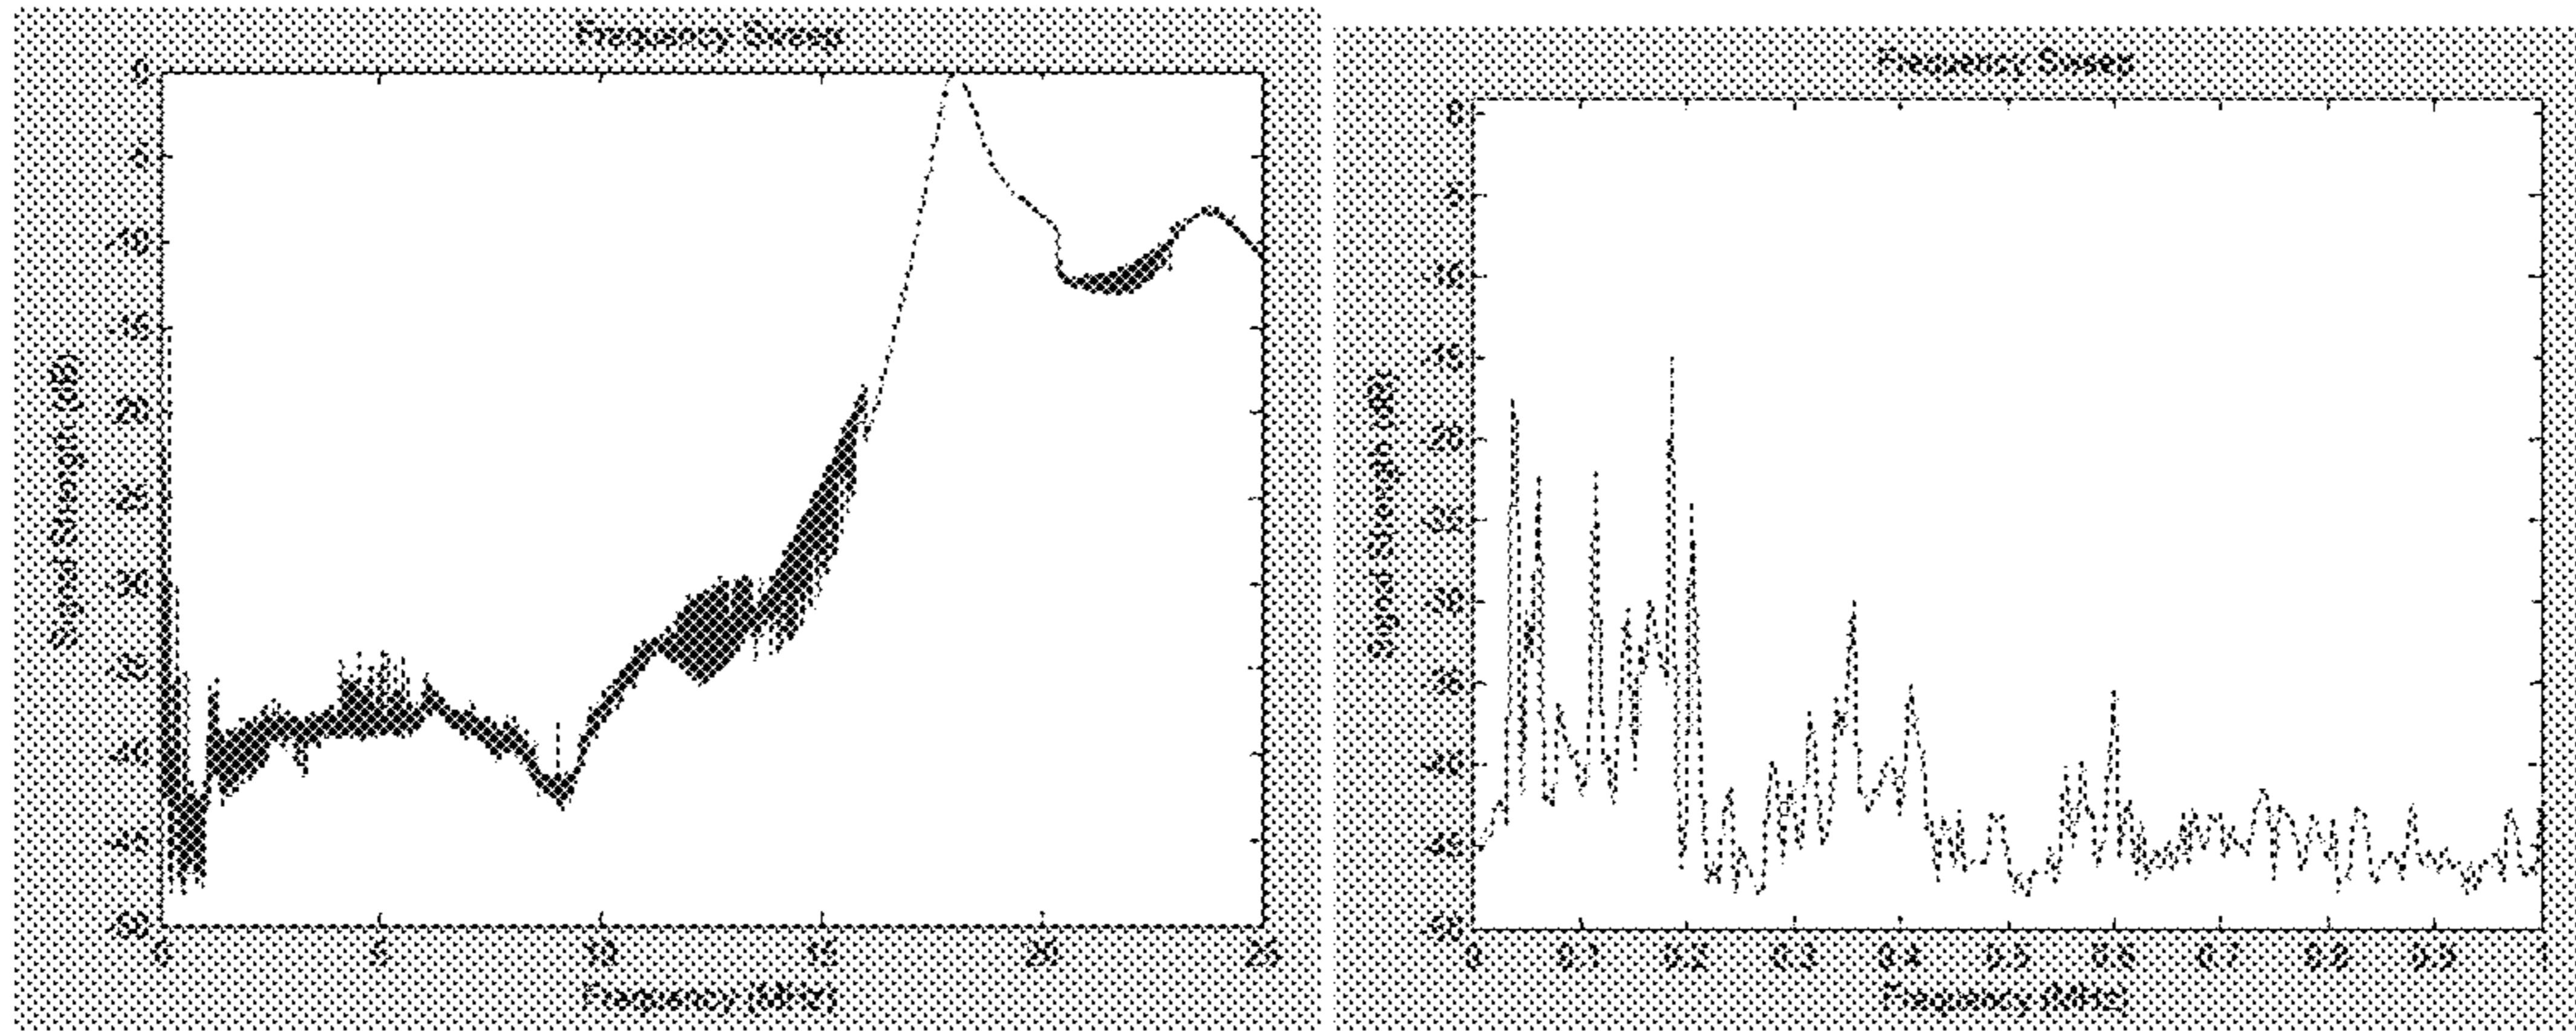 Frequency Sweep
0
-5
-10
-15
-20
-25
-30
-35
-40
-45
-50
Signal Strength (dB)
0 5 10 15 20 25
Frequency (MHz)
Frequency Sweep
0
-5
-10
-15
-20
-25
-30
-35
-40
-45
-50
Signal Strength (dB)
0 0.1 0.2 0.3 0.4 0.5 0.6 0.7 0.8 0.9 1
Frequency (MHz)